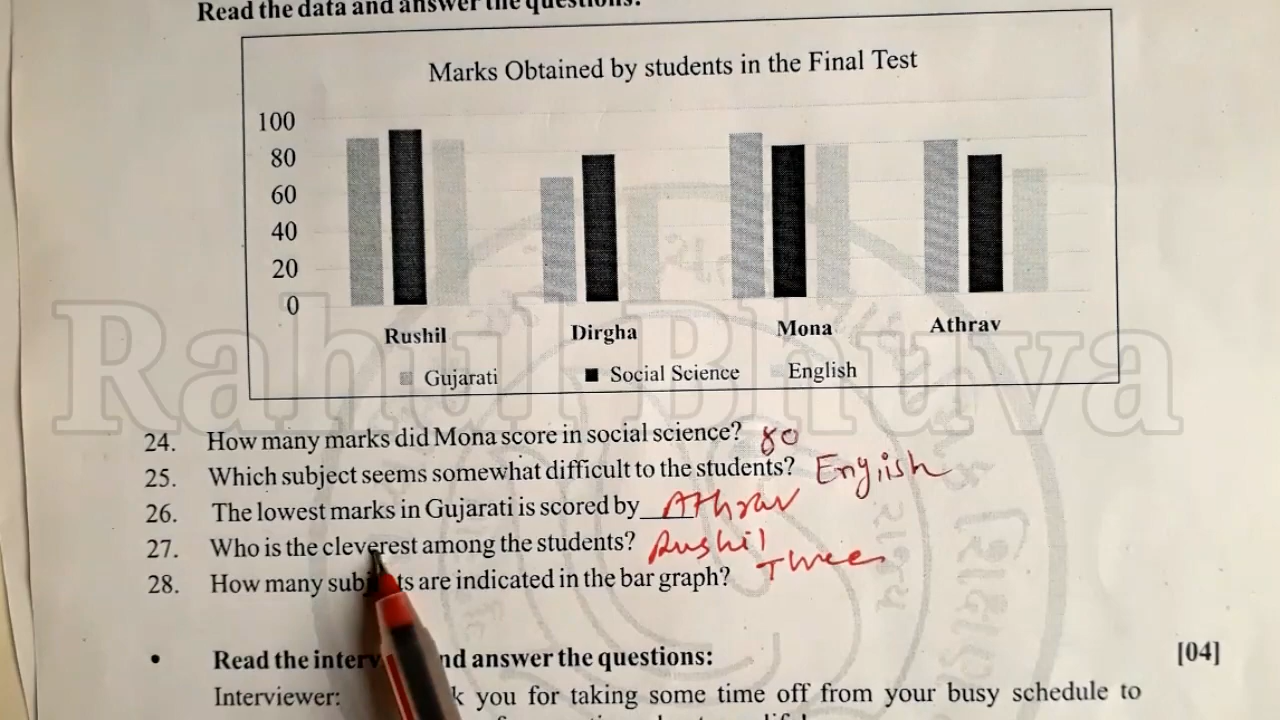 Read the data and answer the questions:
Marks Obtained by students in the Final Test
100
80
60
40
20
0
Rushil Dirgha Mona Athrav
Gujarati Social Science English
Rahul Bhuva
24. How many marks did Mona score in social science? 80
25. Which subject seems somewhat difficult to the students? English
26. The lowest marks in Gujarati is scored by ____ Athrav
27. Who is the cleverest among the students? Rushil
28. How many subjects are indicated in the bar graph? Three
• Read the and answer the questions: [04]
Interviewer: you for taking some time off from your busy schedule to